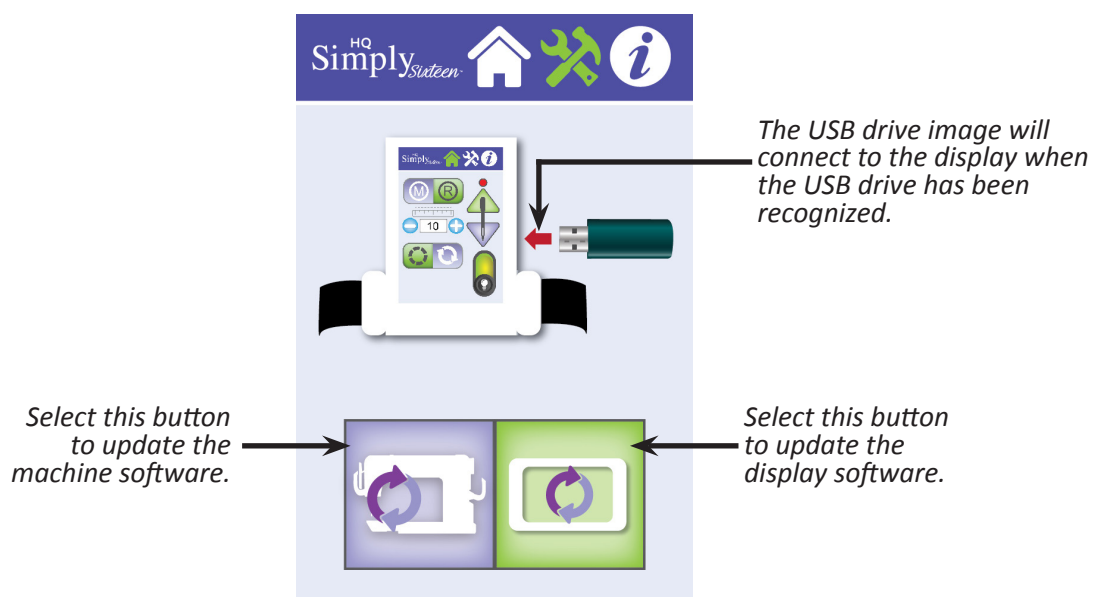 HQ
Simply Sixteen
The USB drive image will
connect to the display when
the USB drive has been
recognized.
Simply Sixteen
M R
10
Select this button
to update the
machine software.
Select this button
to update the
display software.